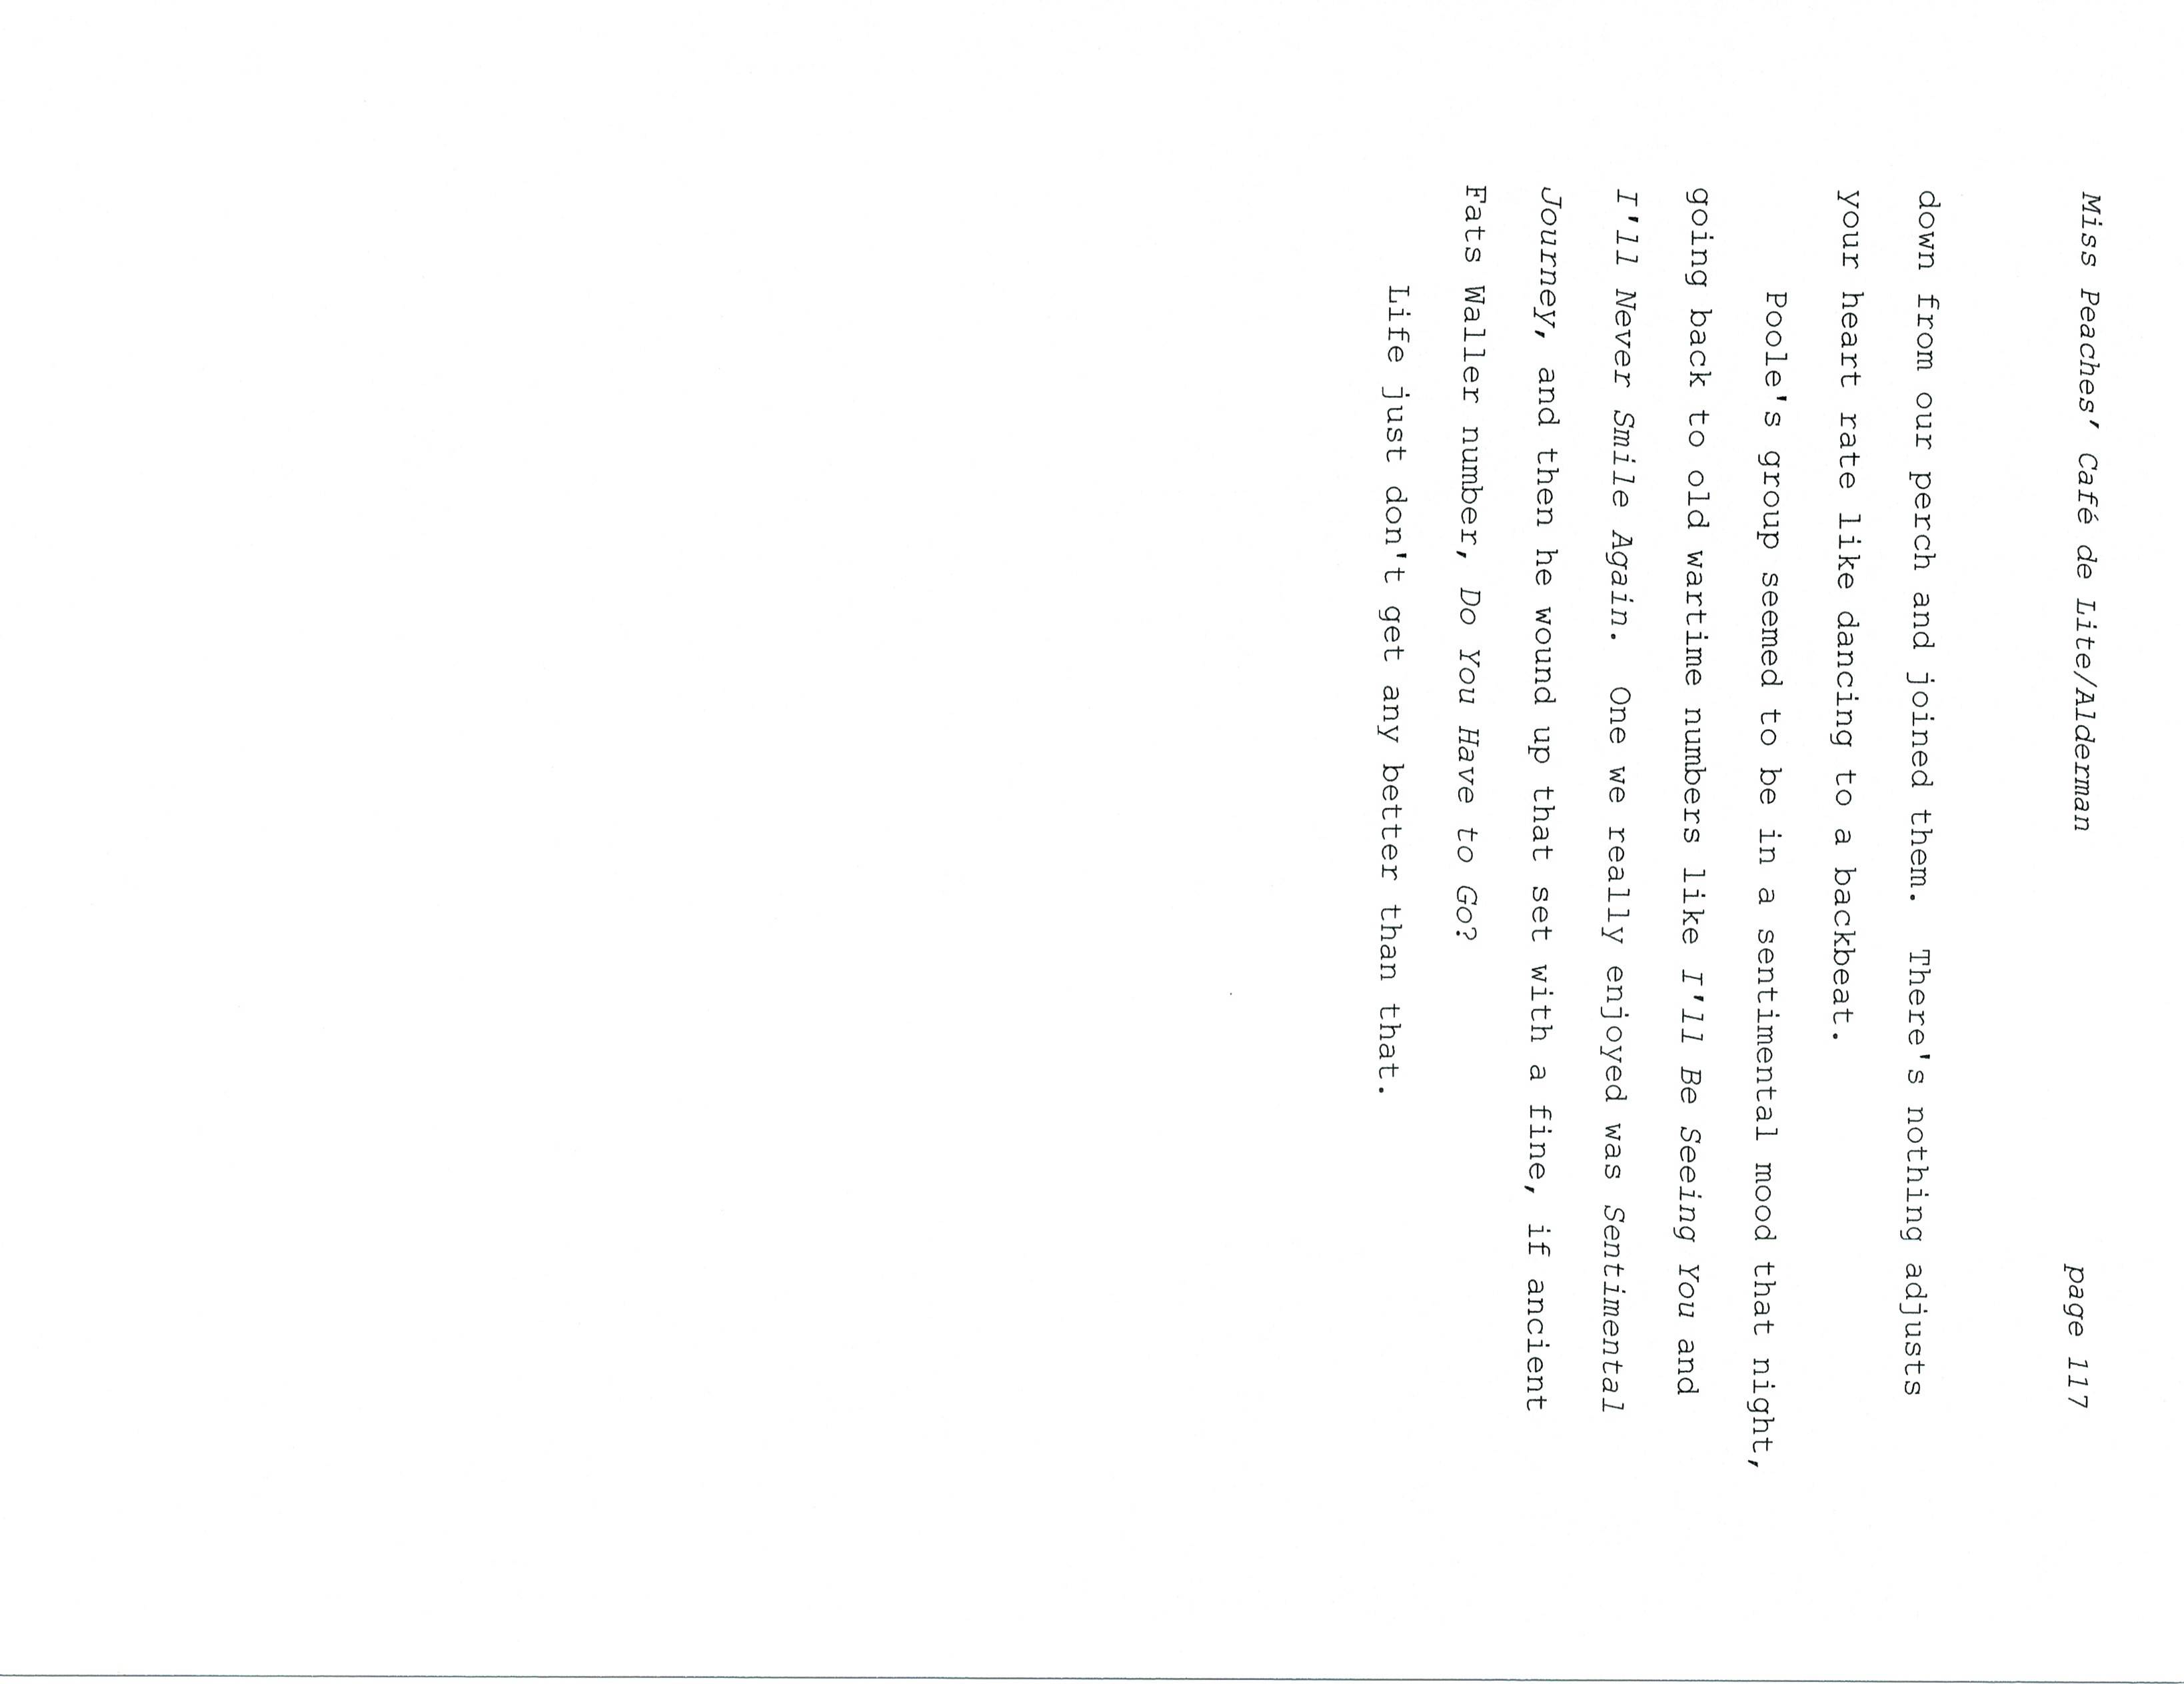 Miss Peaches’ Café de Lite/Alderman page 117
down from our perch and joined them.  There's nothing adjusts
your heart rate like dancing to a backbeat.
Poole's group seemed to be in a sentimental mood that night,
going back to old wartime numbers like I'll Be Seeing You and
I'll Never Smile Again.  One we really enjoyed was Sentimental
Journey, and then he wound up that set with a fine, if ancient
Fats Waller number, Do You Have to Go?
Life just don't get any better than that.